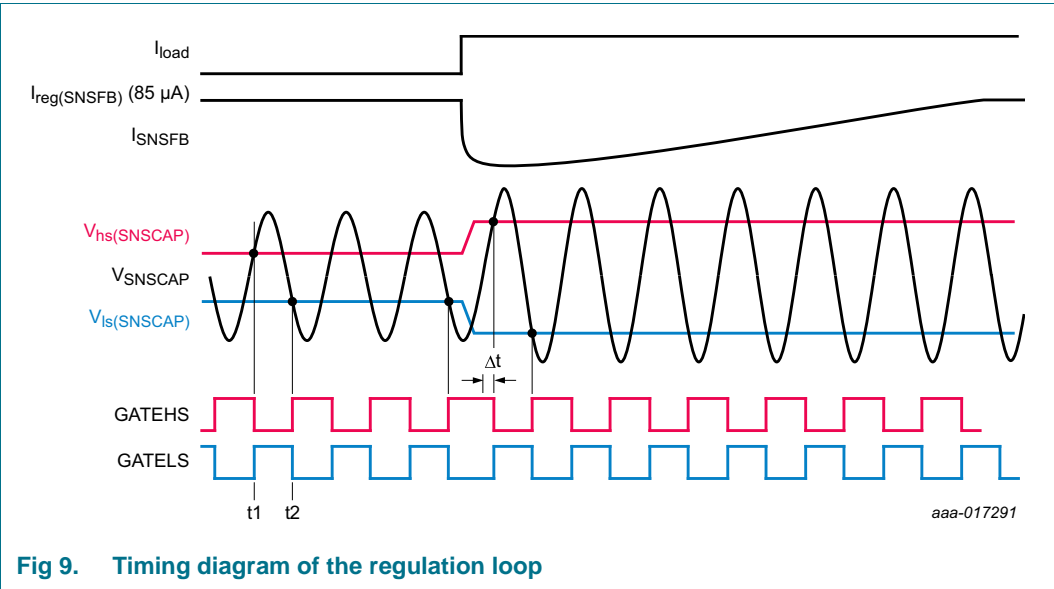 Iload
Ireg(SNSFB) (85 µA)
ISNSFB
Vhs(SNSCAP)
VSNSCAP
Vls(SNSCAP)
Δt
GATEHS
GATELS
t1 t2
aaa-017291
Fig 9. Timing diagram of the regulation loop